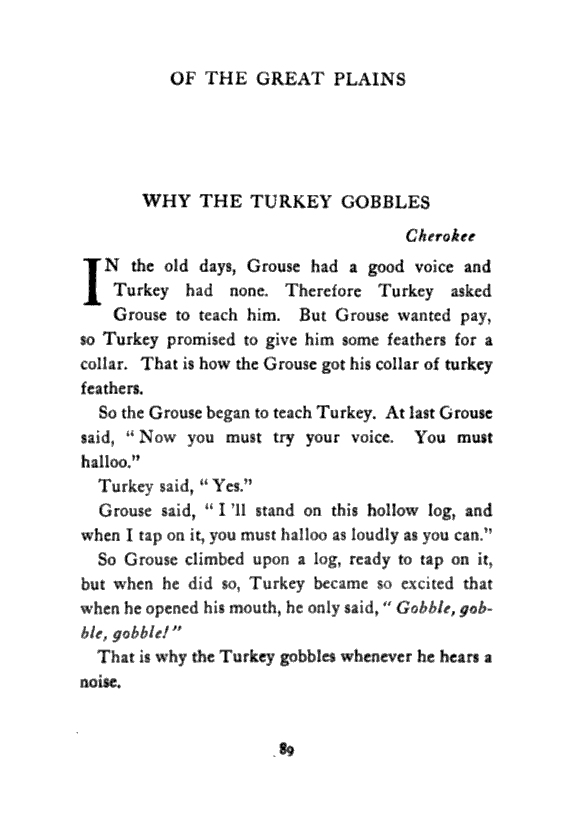 OF THE GREAT PLAINS
WHY THE TURKEY GOBBLES
Cherokee
IN the old days, Grouse had a good voice and
Turkey had none. Therefore Turkey asked
Grouse to teach him. But Grouse wanted pay,
so Turkey promised to give him some feathers for a
collar. That is how the Grouse got his collar of turkey
feathers.
So the Grouse began to teach Turkey. At last Grouse
said, “Now you must try your voice. You must
halloo.”
Turkey said, “Yes.”
Grouse said, “I ’ll stand on this hollow log, and
when I tap on it, you must halloo as loudly as you can.”
So Grouse climbed upon a log, ready to tap on it,
but when he did so, Turkey became so excited that
when he opened his mouth, he only said, “Gobble, gob-
ble, gobble!”
That is why the Turkey gobbles whenever he hears a
noise.
89